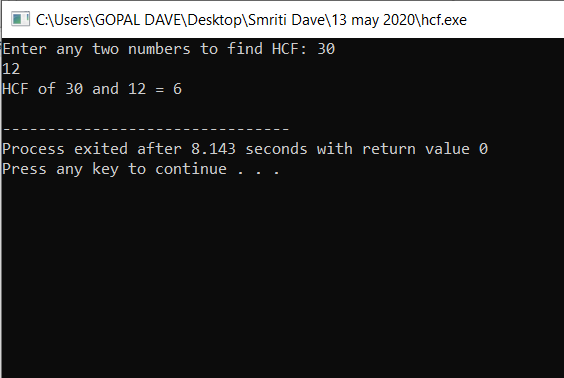 C:\Users\GOPAL DAVE\Desktop\Smriti Dave\13 may 2020\hcf.exe
Enter any two numbers to find HCF: 30
12
HCF of 30 and 12 = 6
--------------------------------
Process exited after 8.143 seconds with return value 0
Press any key to continue . . .